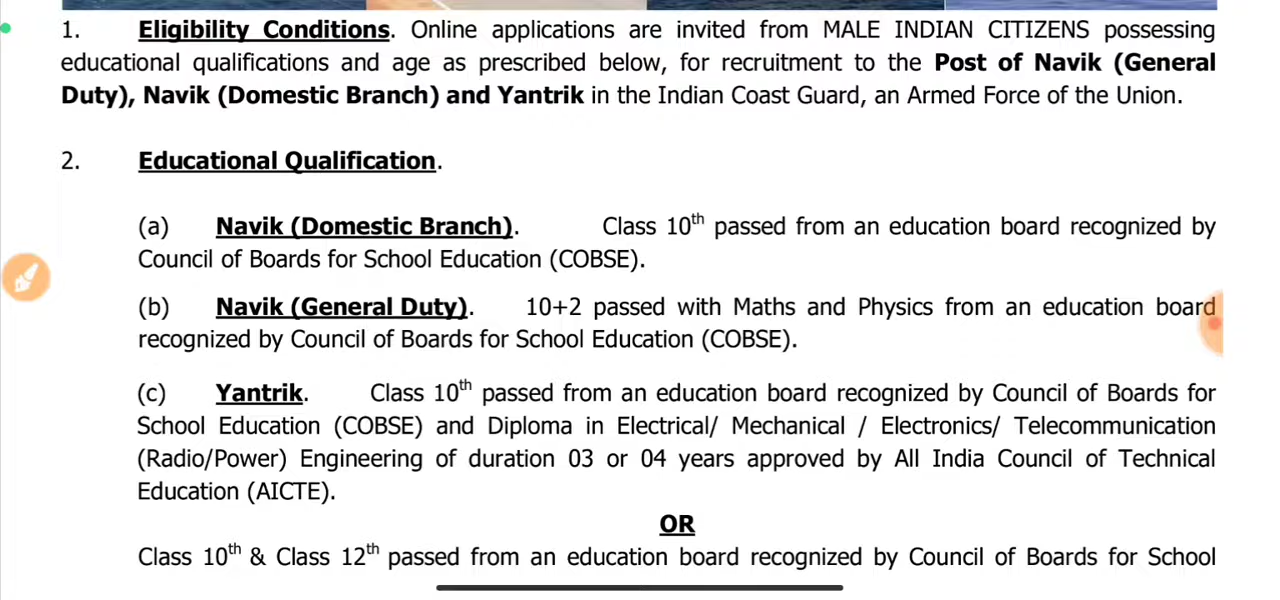 1. Eligibility Conditions. Online applications are invited from MALE INDIAN CITIZENS possessing
educational qualifications and age as prescribed below, for recruitment to the Post of Navik (General
Duty), Navik (Domestic Branch) and Yantrik in the Indian Coast Guard, an Armed Force of the Union.
2. Educational Qualification.
(a) Navik (Domestic Branch). Class 10th passed from an education board recognized by
Council of Boards for School Education (COBSE).
(b) Navik (General Duty). 10+2 passed with Maths and Physics from an education board
recognized by Council of Boards for School Education (COBSE).
(c) Yantrik. Class 10th passed from an education board recognized by Council of Boards for
School Education (COBSE) and Diploma in Electrical/ Mechanical / Electronics/ Telecommunication
(Radio/Power) Engineering of duration 03 or 04 years approved by All India Council of Technical
Education (AICTE).
OR
Class 10th & Class 12th passed from an education board recognized by Council of Boards for School